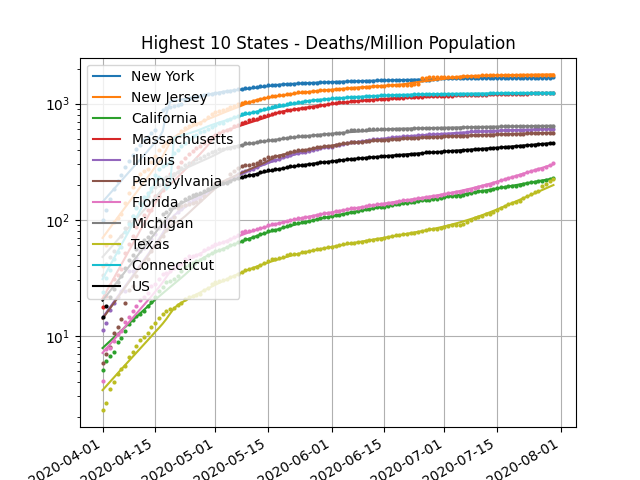 Highest 10 States - Deaths/Million Population
New York
New Jersey
California
Massachusetts
Illinois
Pennsylvania
Florida
Michigan
Texas
Connecticut
US
10³
10²
10¹
2020-04-01
2020-04-15
2020-05-01
2020-05-15
2020-06-01
2020-06-15
2020-07-01
2020-07-15
2020-08-01